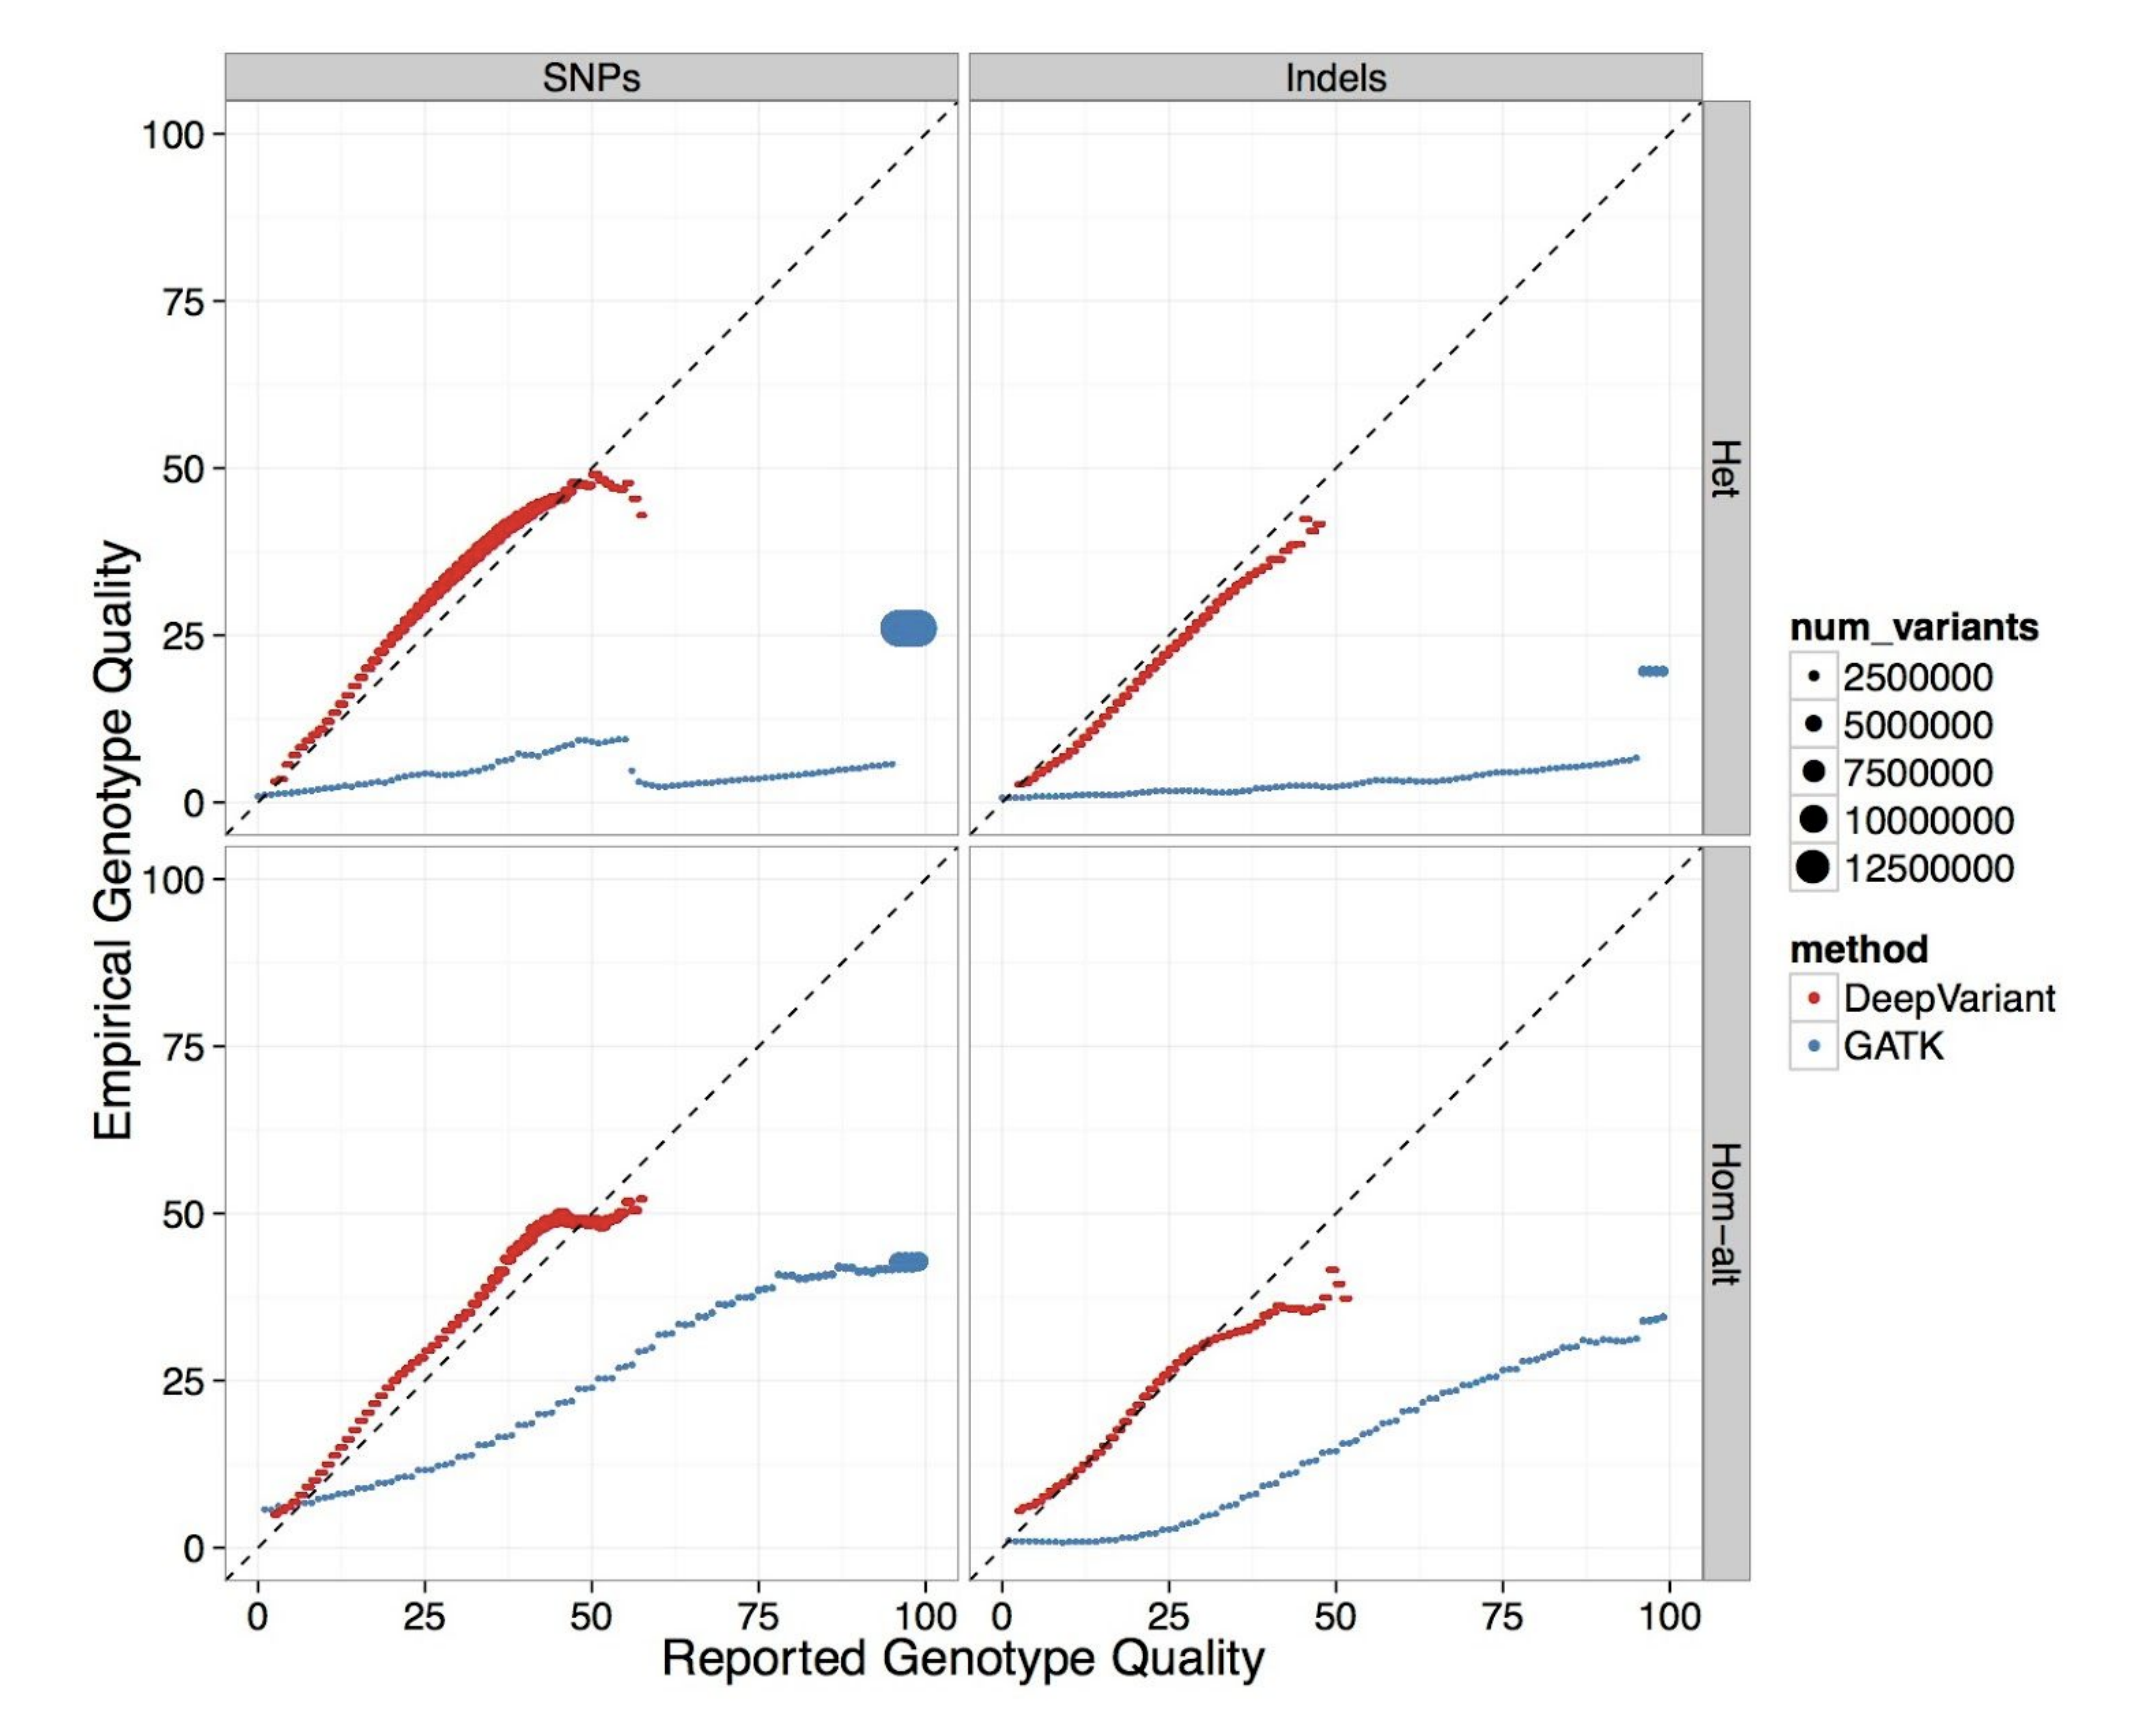 SNPs
Indels
100
75
50
25
0
Het
100
75
50
25
0
Hom-alt
0 25 50 75 100
0 25 50 75 100
Empirical Genotype Quality
Reported Genotype Quality
num_variants
2500000
5000000
7500000
10000000
12500000
method
DeepVariant
GATK